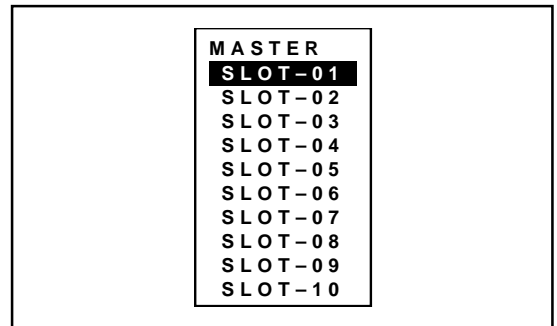 MASTER
SLOT–01
SLOT–02
SLOT–03
SLOT–04
SLOT–05
SLOT–06
SLOT–07
SLOT–08
SLOT–09
SLOT–10